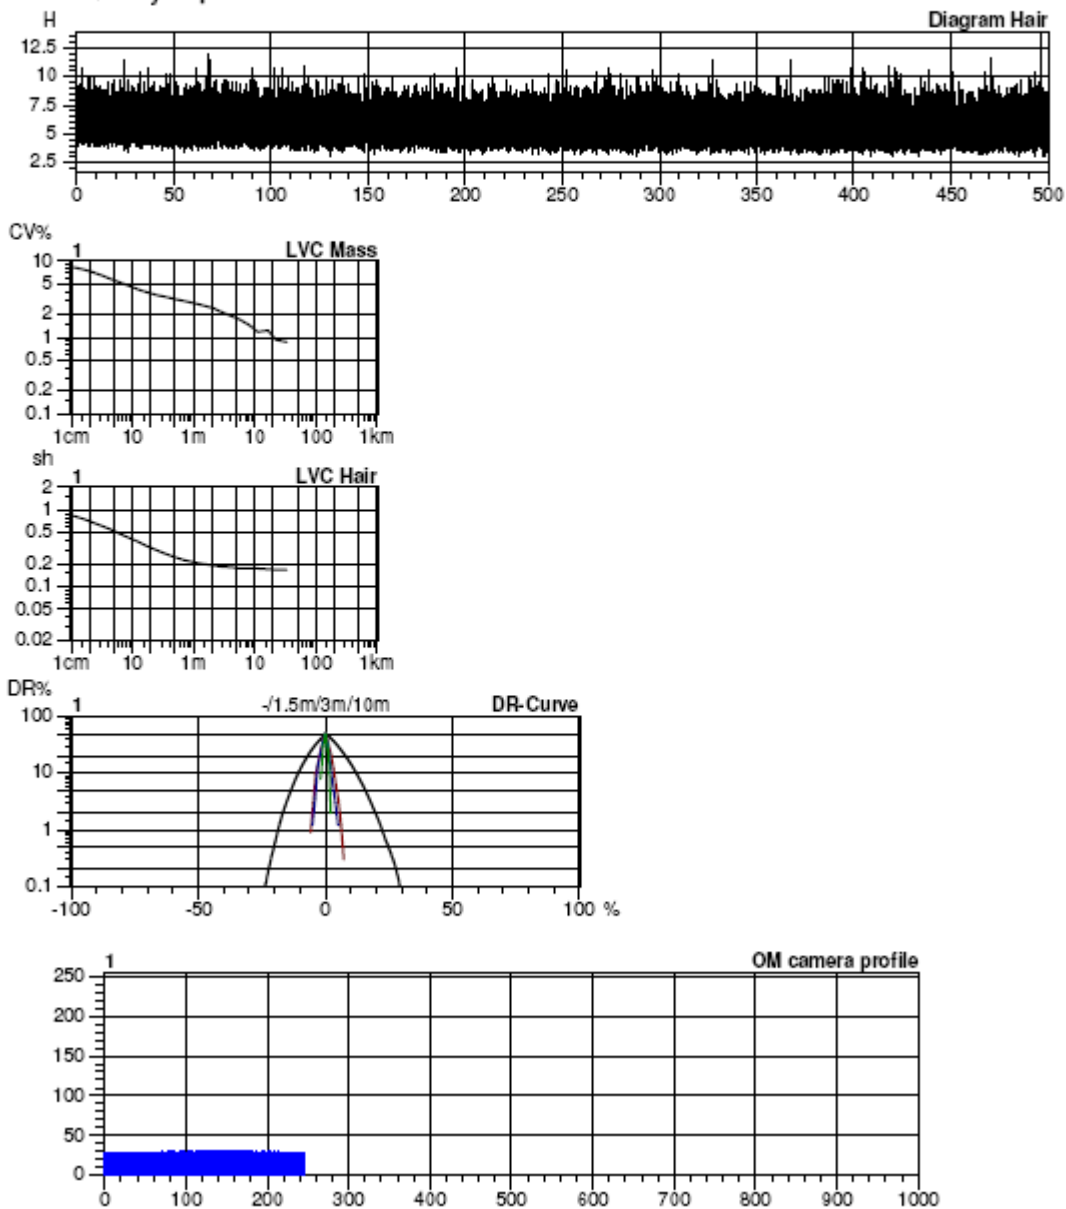 H Diagram Hair
12.5
10
7.5
5
2.5
0 50 100 150 200 250 300 350 400 450 500
CV%
1 LVC Mass
10
5
2
1
0.5
0.2
0.1
1cm 10 1m 10 100 1km
sh
1 LVC Hair
2
1
0.5
0.2
0.1
0.05
0.02
1cm 10 1m 10 100 1km
DR%
1 -/1.5m/3m/10m DR-Curve
100
10
1
0.1
-100 -50 0 50 100 %
1 OM camera profile
250
200
150
100
50
0
0 100 200 300 400 500 600 700 800 900 1000